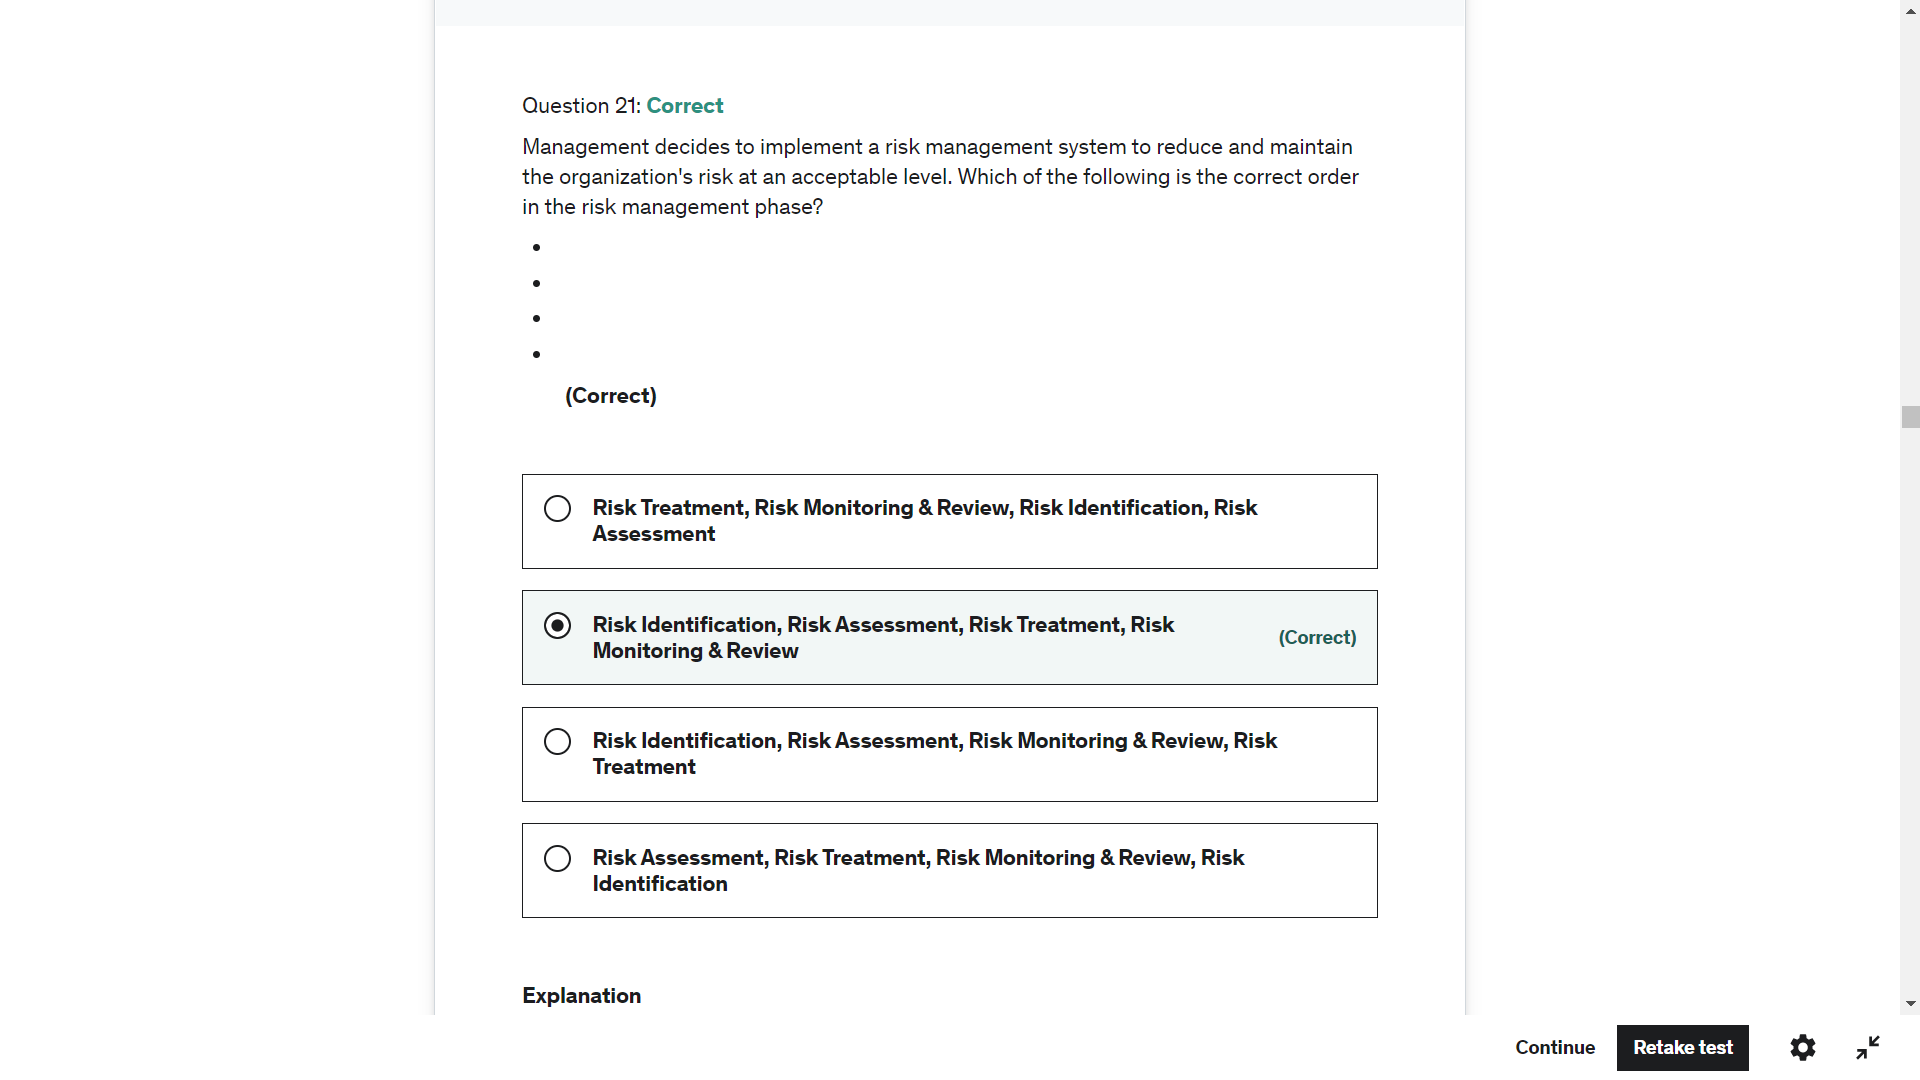 Question 21: Correct
Management decides to implement a risk management system to reduce and maintain
the organization's risk at an acceptable level. Which of the following is the correct order
in the risk management phase?
(Correct)
Risk Treatment, Risk Monitoring & Review, Risk Identification, Risk
Assessment
Risk Identification, Risk Assessment, Risk Treatment, Risk
Monitoring & Review
(Correct)
Risk Identification, Risk Assessment, Risk Monitoring & Review, Risk
Treatment
Risk Assessment, Risk Treatment, Risk Monitoring & Review, Risk
Identification
Explanation
Continue
Retake test